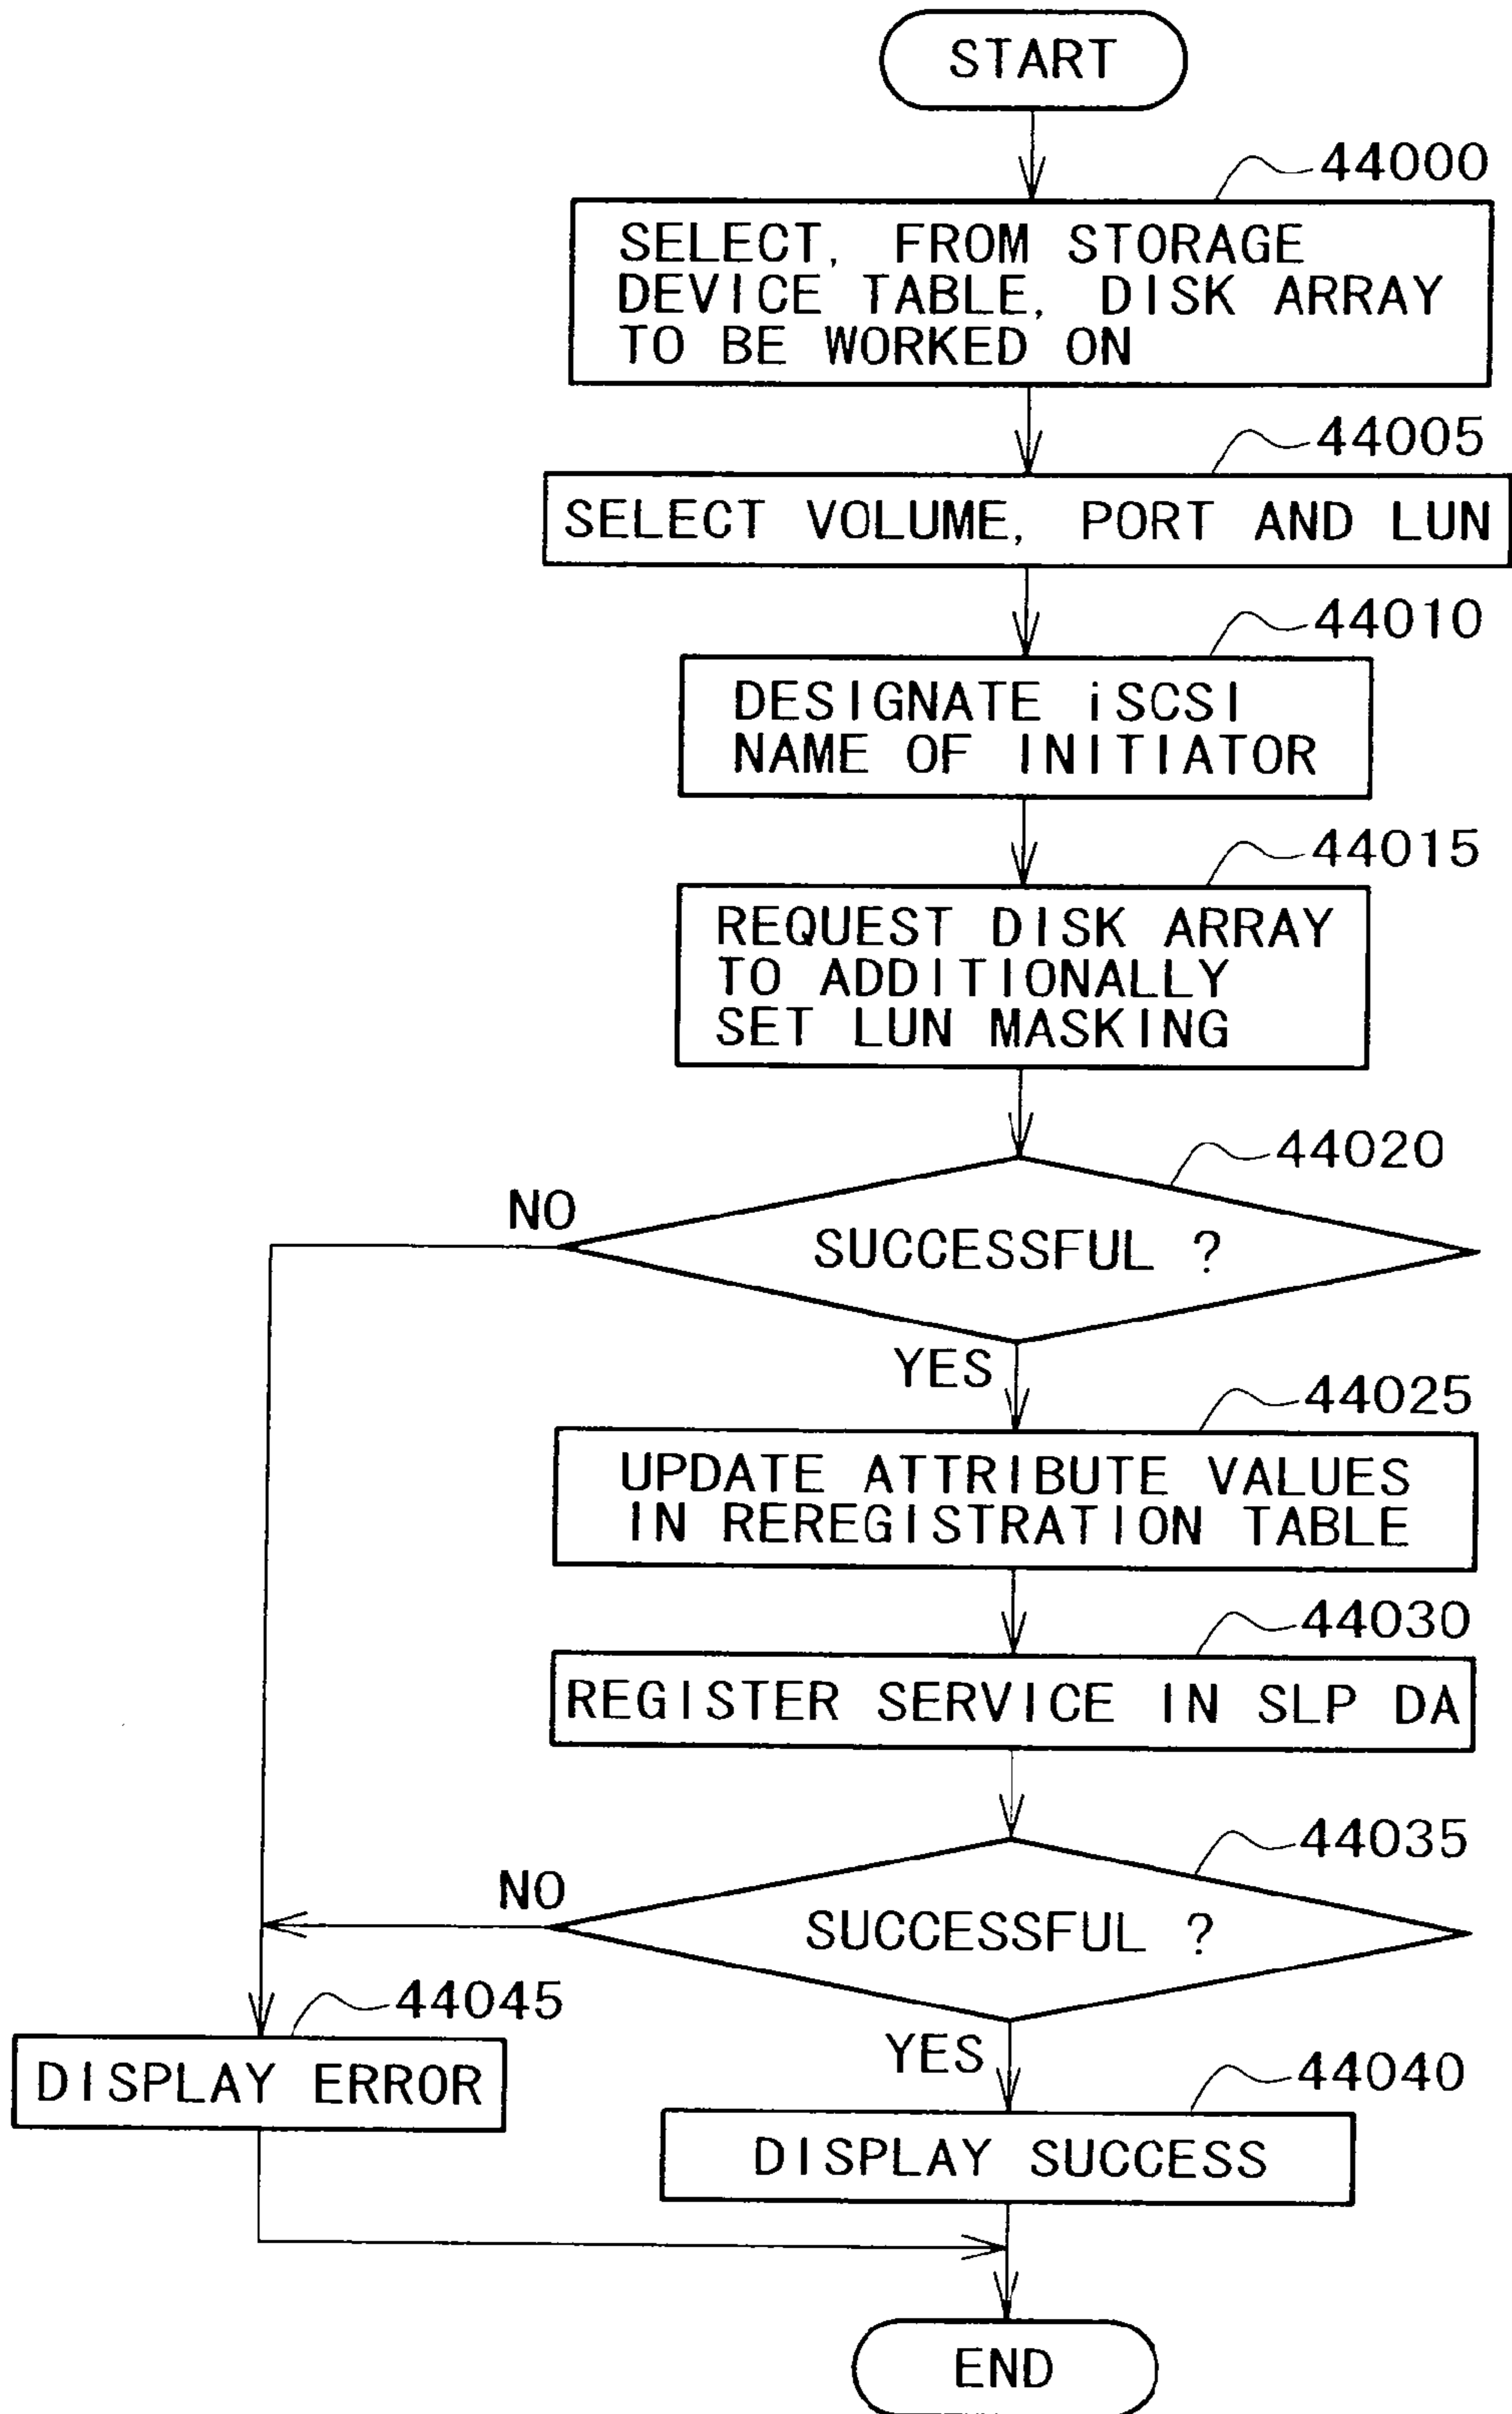 START
44000
SELECT, FROM STORAGE
DEVICE TABLE, DISK ARRAY
TO BE WORKED ON
44005
SELECT VOLUME, PORT AND LUN
44010
DESIGNATE iSCSI
NAME OF INITIATOR
44015
REQUEST DISK ARRAY
TO ADDITIONALLY
SET LUN MASKING
44020
NO
SUCCESSFUL ?
YES
44025
UPDATE ATTRIBUTE VALUES
IN REREGISTRATION TABLE
44030
REGISTER SERVICE IN SLP DA
44035
NO
SUCCESSFUL ?
44045
DISPLAY ERROR
YES
44040
DISPLAY SUCCESS
END